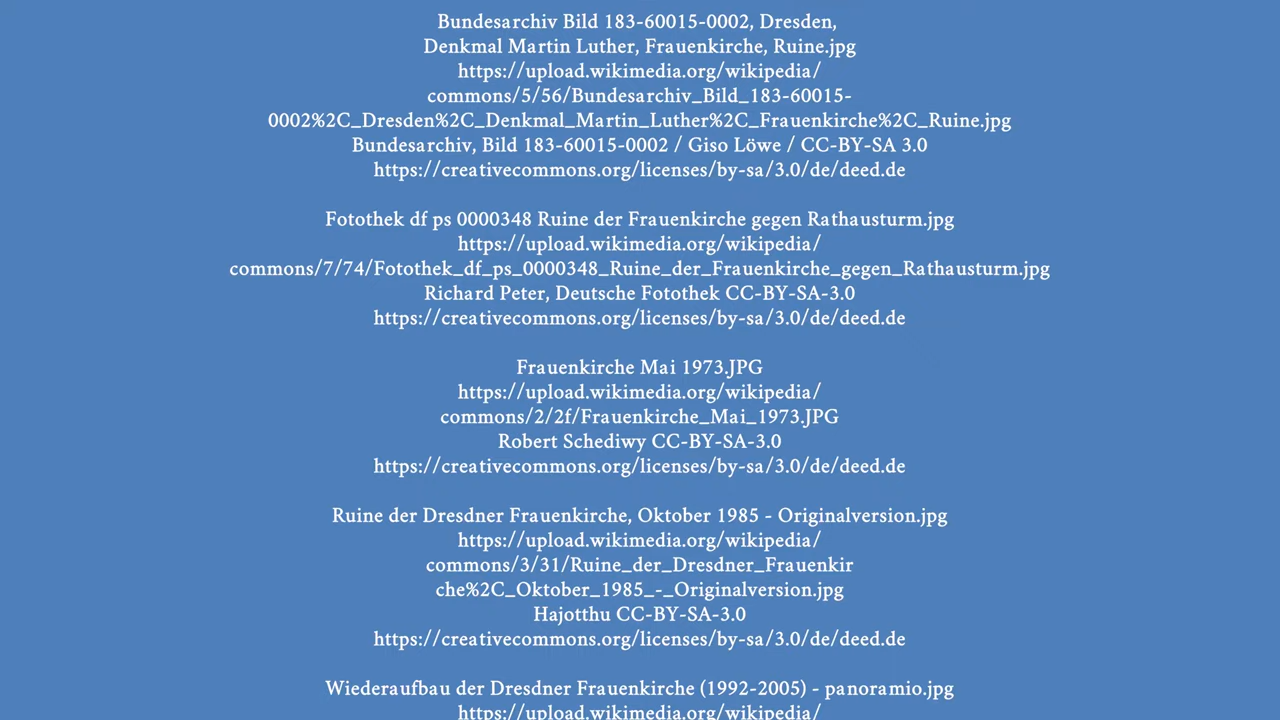 Bundesarchiv Bild 183-60015-0002, Dresden,
Denkmal Martin Luther, Frauenkirche, Ruine.jpg
https://upload.wikimedia.org/wikipedia/
commons/5/56/Bundesarchiv_Bild_183-60015-
0002%2C_Dresden%2C_Denkmal_Martin_Luther%2C_Frauenkirche%2C_Ruine.jpg
Bundesarchiv, Bild 183-60015-0002 / Giso Löwe / CC-BY-SA 3.0
https://creativecommons.org/licenses/by-sa/3.0/de/deed.de
Fotothek df ps 0000348 Ruine der Frauenkirche gegen Rathausturm.jpg
https://upload.wikimedia.org/wikipedia/
commons/7/74/Fotothek_df_ps_0000348_Ruine_der_Frauenkirche_gegen_Rathausturm.jpg
Richard Peter, Deutsche Fotothek CC-BY-SA-3.0
https://creativecommons.org/licenses/by-sa/3.0/de/deed.de
Frauenkirche Mai 1973.JPG
https://upload.wikimedia.org/wikipedia/
commons/2/2f/Frauenkirche_Mai_1973.JPG
Robert Schediwy CC-BY-SA-3.0
https://creativecommons.org/licenses/by-sa/3.0/de/deed.de
Ruine der Dresdner Frauenkirche, Oktober 1985 - Originalversion.jpg
https://upload.wikimedia.org/wikipedia/
commons/3/31/Ruine_der_Dresdner_Frauenkir
che%2C_Oktober_1985_-_Originalversion.jpg
Hajotthu CC-BY-SA-3.0
https://creativecommons.org/licenses/by-sa/3.0/de/deed.de
Wiederaufbau der Dresdner Frauenkirche (1992-2005) - panoramio.jpg
https://upload.wikimedia.org/wikipedia/